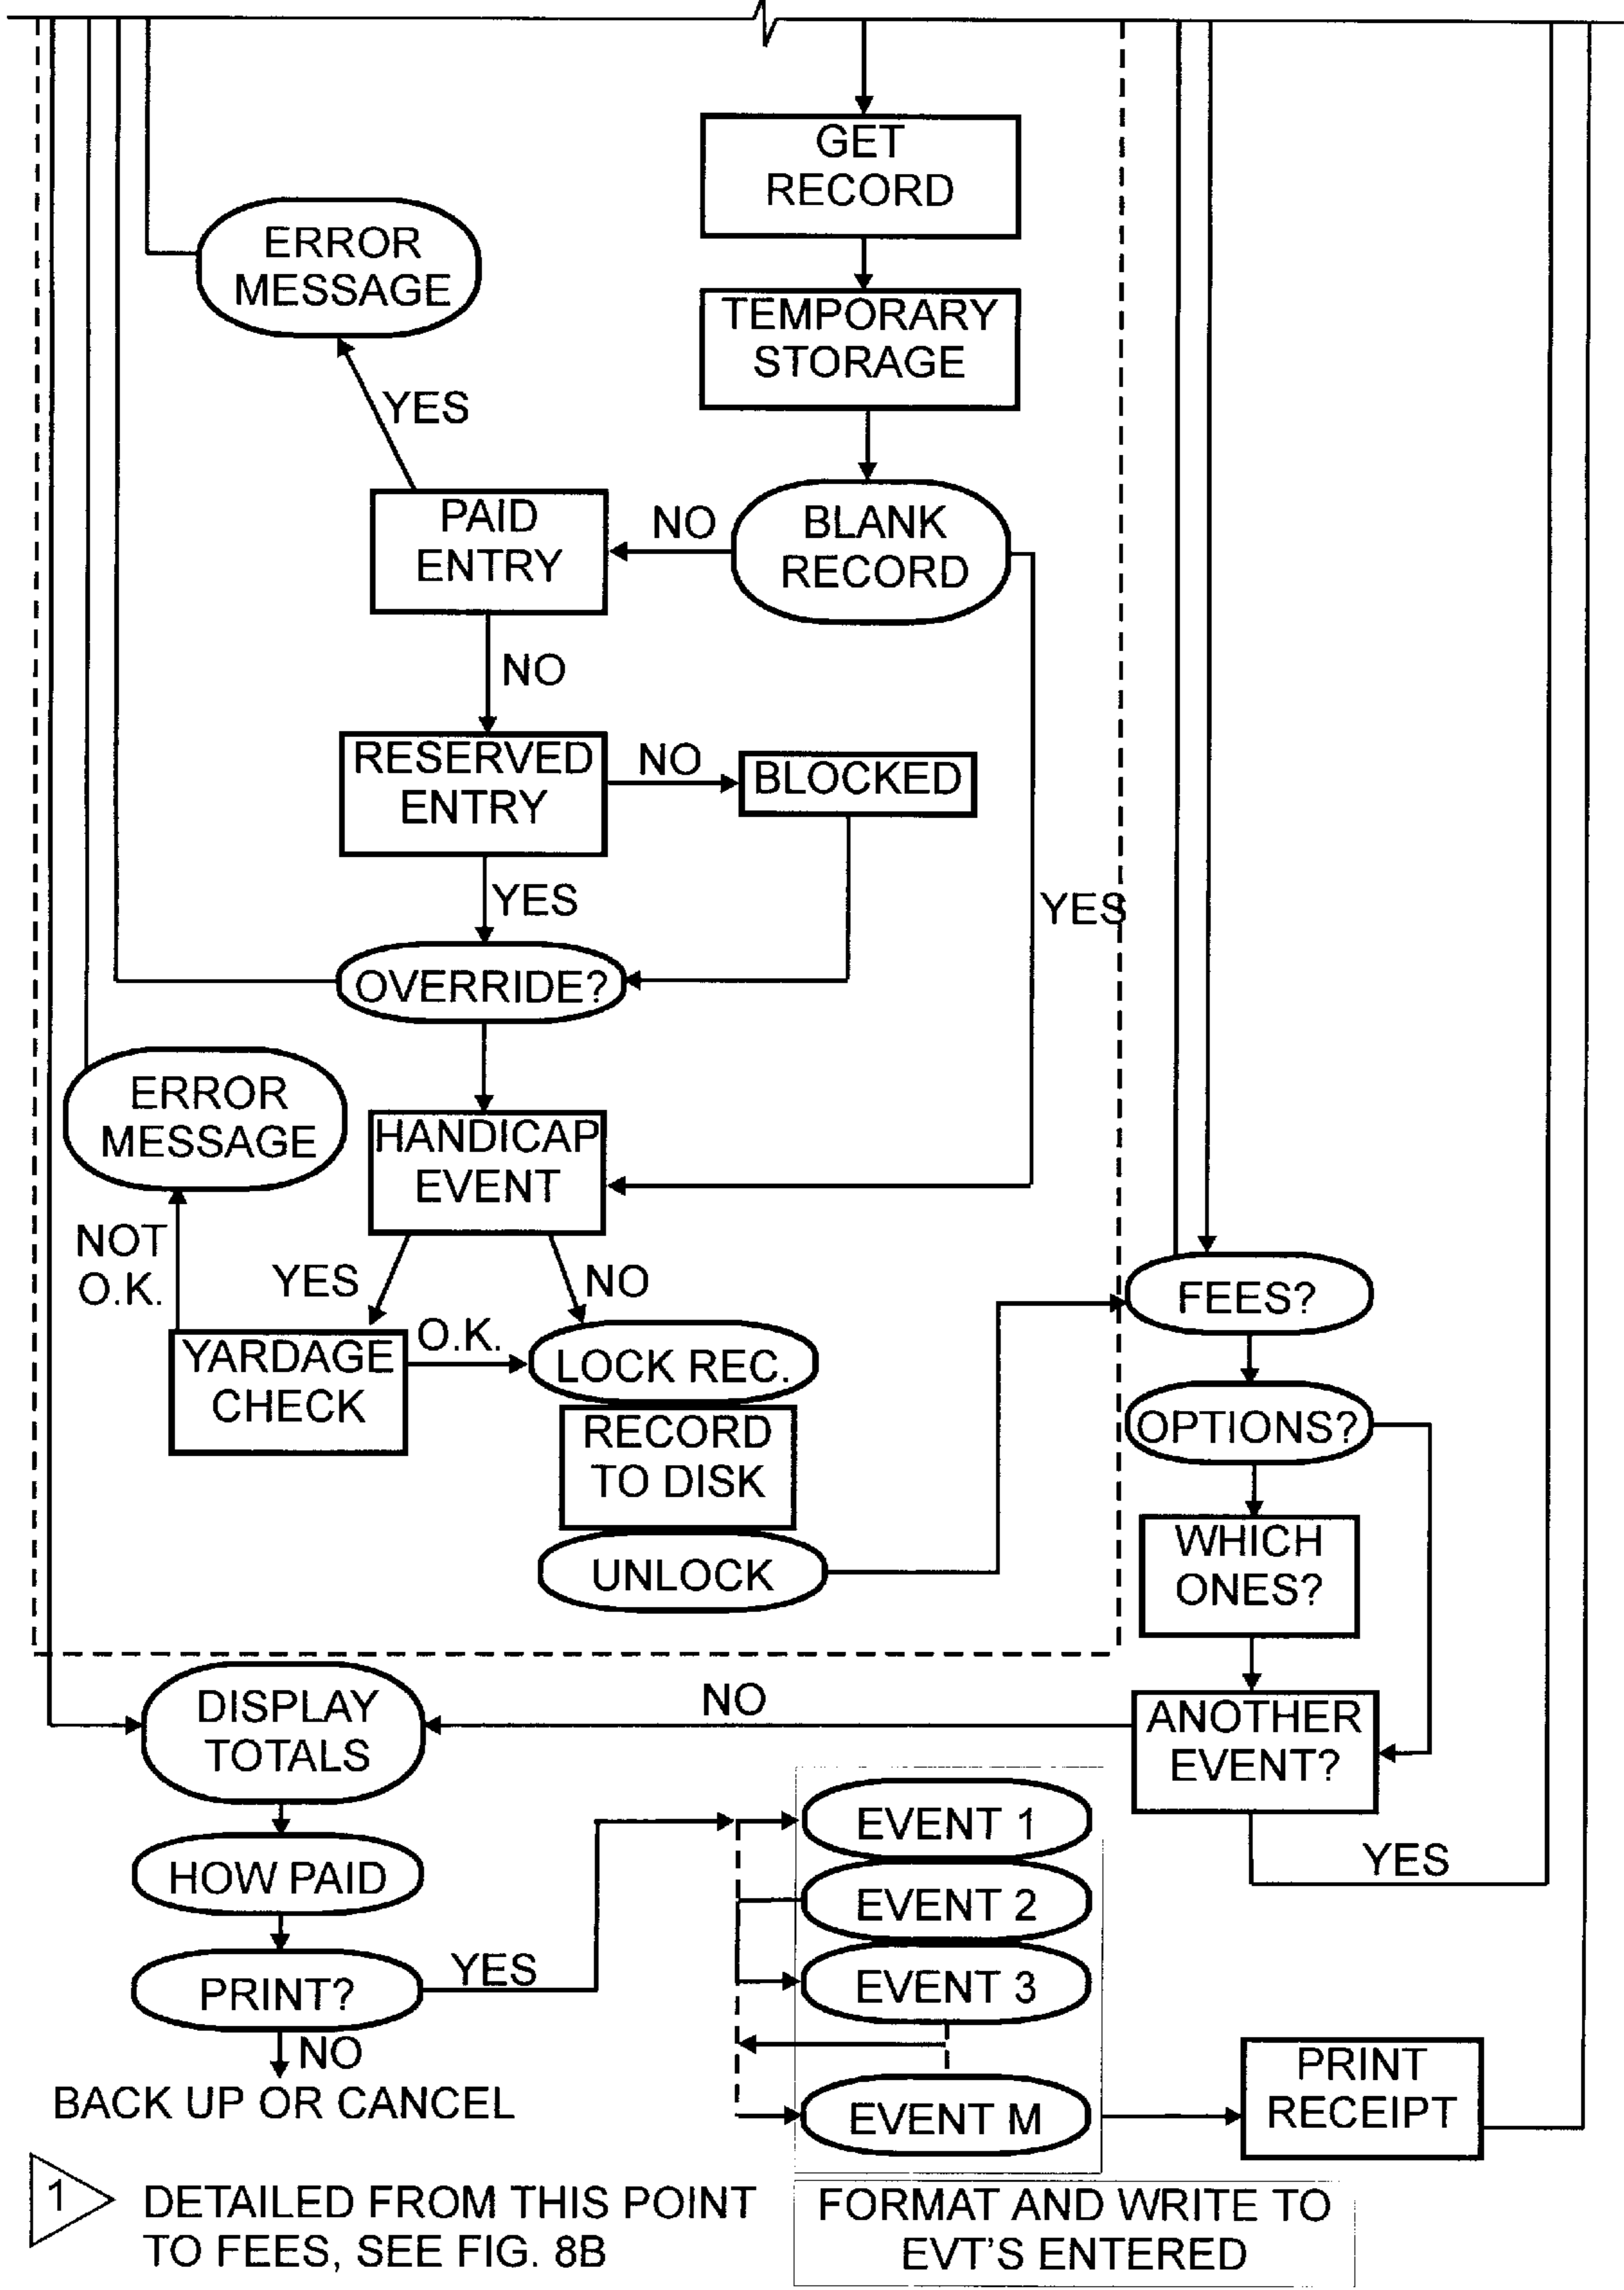 GET
RECORD
ERROR
MESSAGE
TEMPORARY
STORAGE
YES
PAID
ENTRY
NO
BLANK
RECORD
NO
RESERVED
ENTRY
NO
BLOCKED
YES
YES
OVERRIDE?
ERROR
MESSAGE
HANDICAP
EVENT
NOT
O.K.
YES
NO
FEES?
YARDAGE
CHECK
O.K.
LOCK REC.
OPTIONS?
RECORD
TO DISK
WHICH
ONES?
UNLOCK
DISPLAY
TOTALS
NO
ANOTHER
EVENT?
EVENT 1
YES
HOW PAID
EVENT 2
PRINT?
YES
EVENT 3
NO
BACK UP OR CANCEL
EVENT M
PRINT
RECEIPT
1
DETAILED FROM THIS POINT
TO FEES, SEE FIG. 8B
FORMAT AND WRITE TO
EVT'S ENTERED